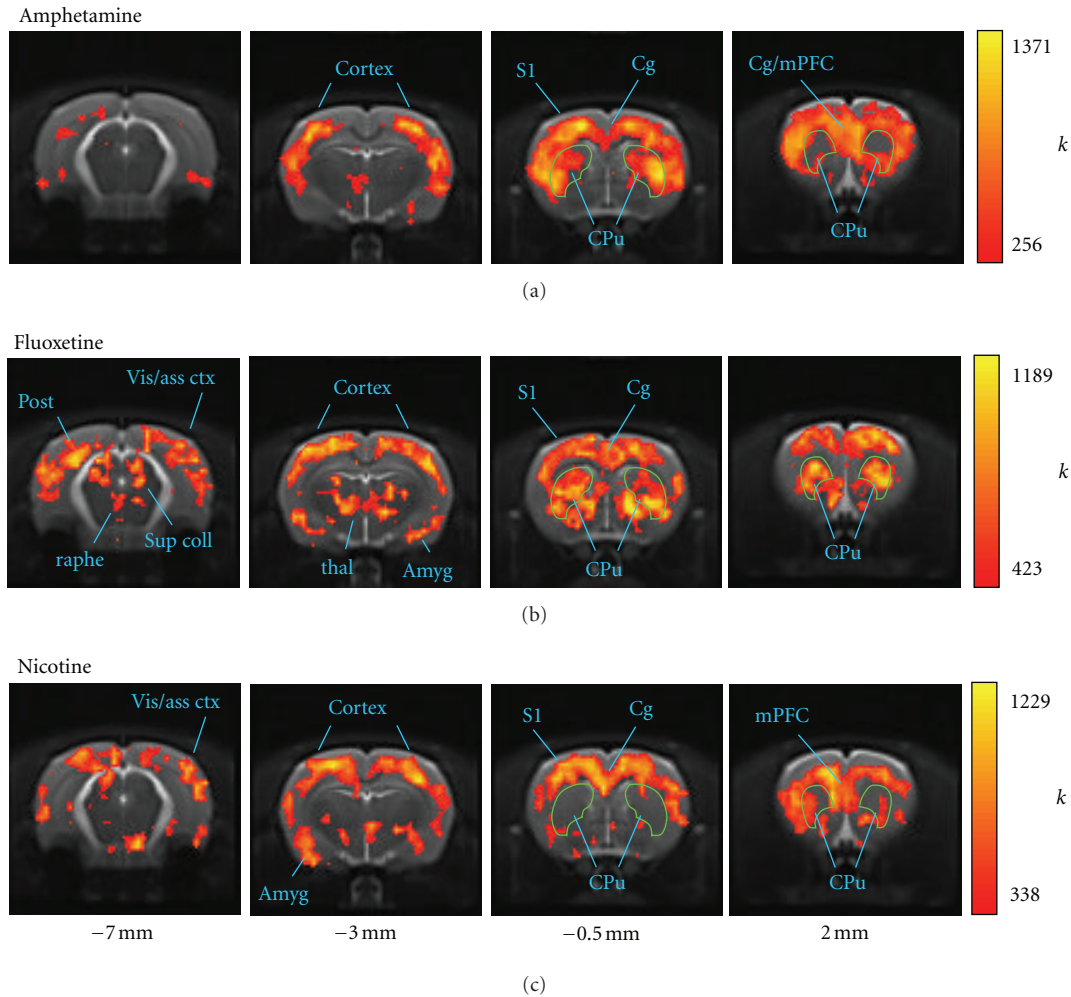 Amphetamine
Cortex
S1
Cg
Cg/mPFC
CPu
CPu
1371
k
256
(a)
Fluoxetine
Post
Vis/ass ctx
raphe
Sup coll
Cortex
thal
Amyg
S1
Cg
CPu
CPu
1189
k
423
(b)
Nicotine
Vis/ass ctx
Cortex
Amyg
S1
Cg
CPu
mPFC
CPu
1229
k
338
−7 mm
−3 mm
−0.5 mm
2 mm
(c)